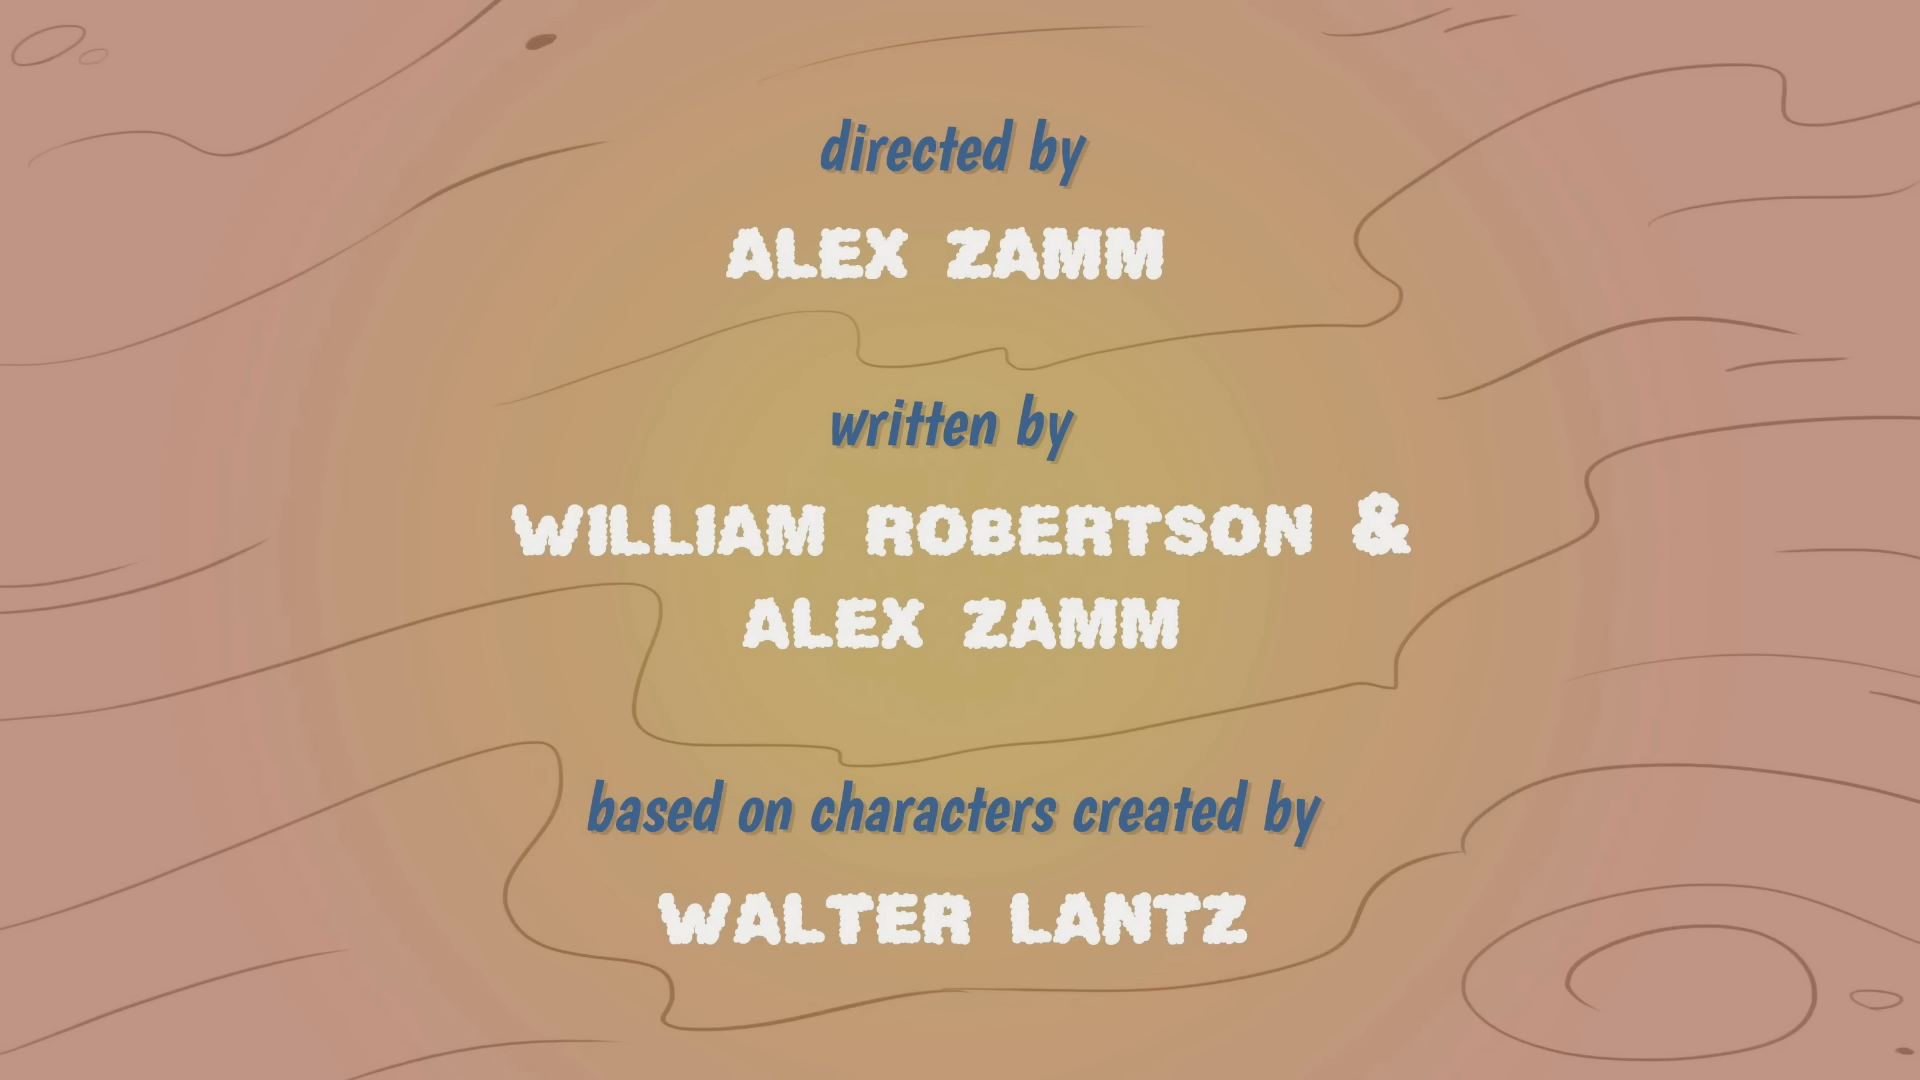 directed by
ALEX ZAMM
written by
WILLIAM ROBERTSON &
ALEX ZAMM
based on characters created by
WALTER LANTZ